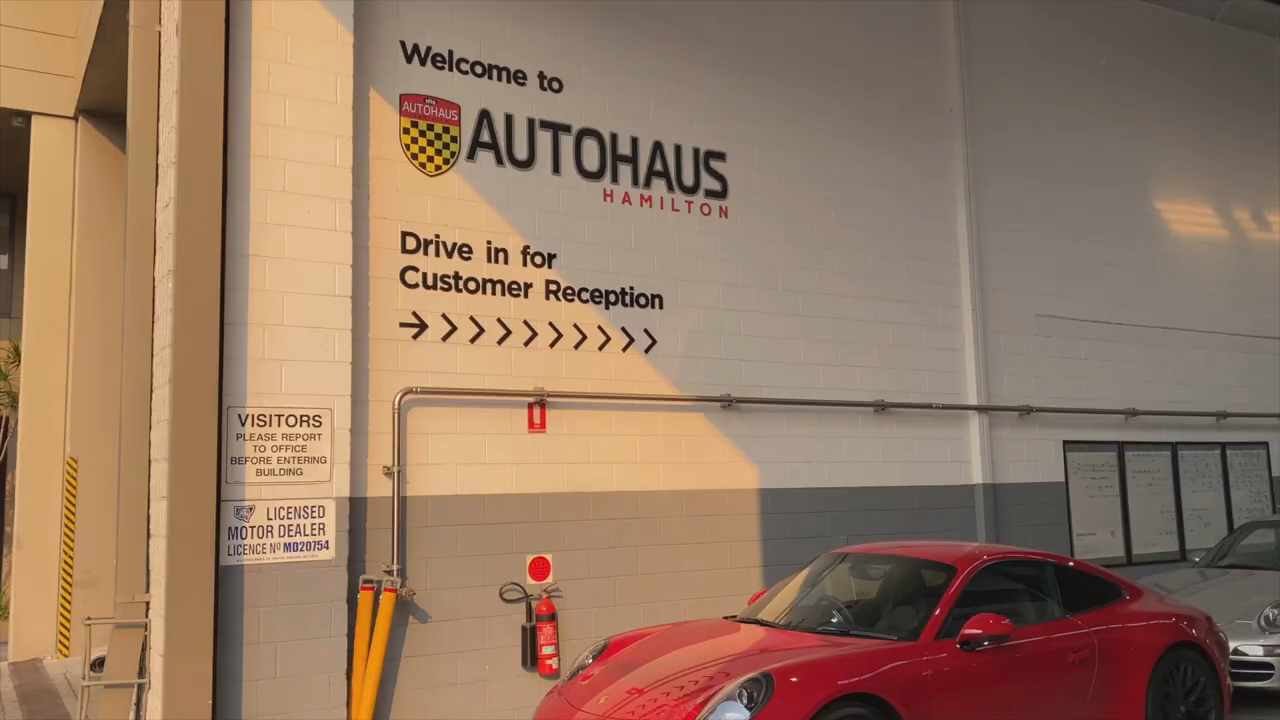 Welcome to
AUTOHAUS
AUTOHAUS
HAMILTON
Drive in for
Customer Reception
VISITORS
PLEASE REPORT
TO OFFICE
BEFORE ENTERING
BUILDING
LICENSED
MOTOR DEALER
LICENCE Nº MD20754